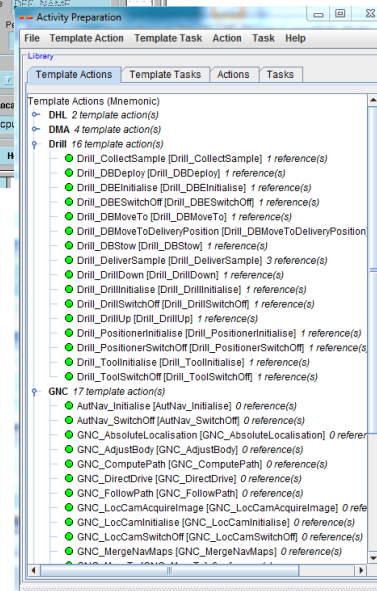 DEF_NAME
Activity Preparation
File Template Action Template Task Action Task Help
Library
Template Actions Template Tasks Actions Tasks
Template Actions (Mnemonic)
DHL 2 template action(s)
DMA 4 template action(s)
Drill 16 template action(s)
Drill_CollectSample [Drill_CollectSample] 1 reference(s)
Drill_DBDeploy [Drill_DBDeploy] 1 reference(s)
Drill_DBEInitialise [Drill_DBEInitialise] 1 reference(s)
Drill_DBESwitchOff [Drill_DBESwitchOff] 1 reference(s)
Drill_DBMoveTo [Drill_DBMoveTo] 1 reference(s)
Drill_DBMoveToDeliveryPosition [Drill_DBMoveToDeliveryPosition]
Drill_DBStow [Drill_DBStow] 1 reference(s)
Drill_DeliverSample [Drill_DeliverSample] 3 reference(s)
Drill_DrillDown [Drill_DrillDown] 1 reference(s)
Drill_DrillInitialise [Drill_DrillInitialise] 1 reference(s)
Drill_DrillSwitchOff [Drill_DrillSwitchOff] 1 reference(s)
Drill_DrillUp [Drill_DrillUp] 1 reference(s)
Drill_PositionerInitialise [Drill_PositionerInitialise] 1 reference(s)
Drill_PositionerSwitchOff [Drill_PositionerSwitchOff] 1 reference(s
Drill_ToolInitialise [Drill_ToolInitialise] 1 reference(s)
Drill_ToolSwitchOff [Drill_ToolSwitchOff] 1 reference(s)
GNC 17 template action(s)
AutNav_Initialise [AutNav_Initialise] 0 reference(s)
AutNav_SwitchOff [AutNav_SwitchOff] 0 reference(s)
GNC_AbsoluteLocalisation [GNC_AbsoluteLocalisation] 0 referen
GNC_AdjustBody [GNC_AdjustBody] 0 reference(s)
GNC_ComputePath [GNC_ComputePath] 0 reference(s)
GNC_DirectDrive [GNC_DirectDrive] 0 reference(s)
GNC_FollowPath [GNC_FollowPath] 0 reference(s)
GNC_LocCamAcquireImage [GNC_LocCamAcquireImage] 0 refe
GNC_LocCamInitialise [GNC_LocCamInitialise] 0 reference(s)
GNC_LocCamSwitchOff [GNC_LocCamSwitchOff] 0 reference(s)
GNC_MergeNavMaps [GNC_MergeNavMaps] 0 reference(s)